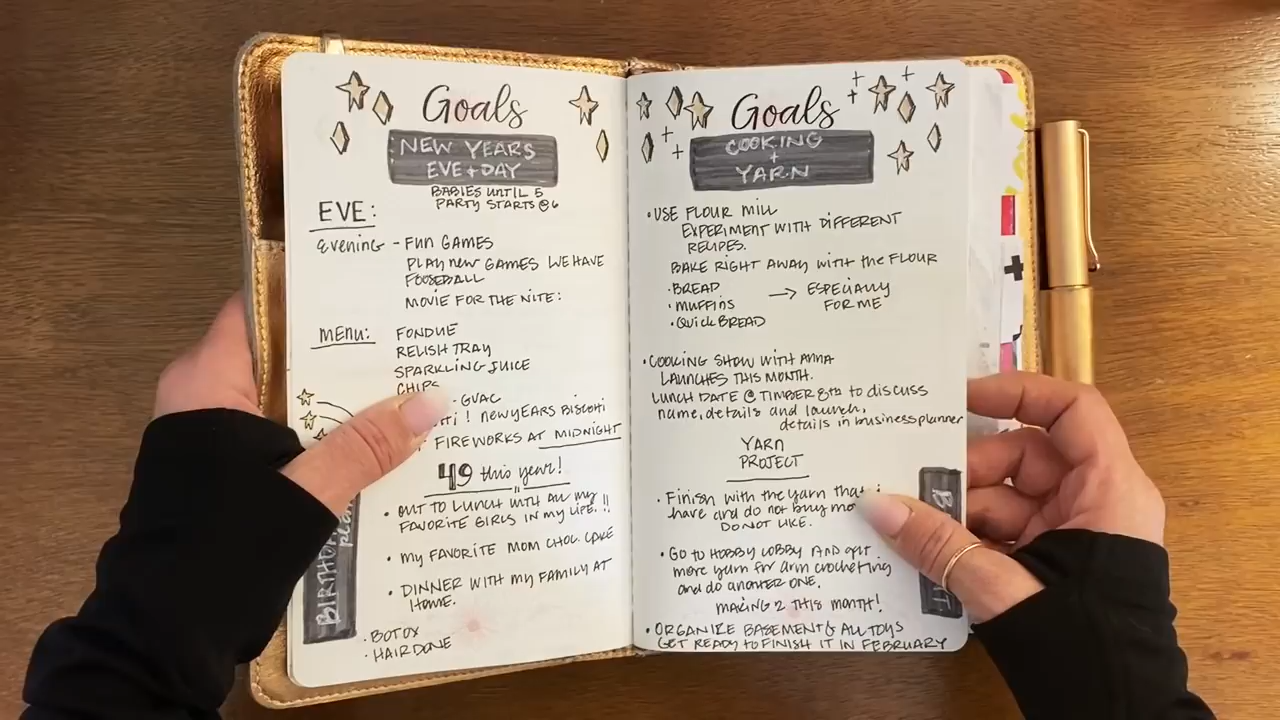 Goals
NEW YEARS
EVE + DAY
BABIES UNTIL 5
PARTY STARTS @ 6
EVE:
Evening - FUN GAMES
PLAY new GAMES WE HAVE
FOOSEBALL
MOVIE FOR THE NITE:
MENU: FONDUE
RELISH TRAY
SPARKLING JUICE
CHIPS
- GUAC
! NEW YEARS BISCOTTI
FIREWORKS AT MIDNIGHT
49 this year!
• OUT TO LUNCH WITH ALL MY
FAVORITE GIRLS IN MY LIFE. !!
• MY FAVORITE MOM CHOC. CAKE
• DINNER WITH MY FAMILY AT
HOME.
• BOTOX
• HAIR DONE
Goals
COOKING
+
YARN
• USE FLOUR MILL
EXPERIMENT WITH DIFFERENT
RECIPES.
BAKE RIGHT AWAY WITH the FLOUR
• BREAD
• MUFFINS → ESPECIALLY
FOR ME
• QUICK BREAD
• COOKING SHOW WITH ANNA
LAUNCHES THIS MONTH.
LUNCH DATE @ TIMBER 8th to discuss
name, details and launch,
details in business planner
YARN
PROJECT
• Finish with the yarn that
have and do not buy
DO NOT LIKE.
• GO to HOBBY LOBBY AND get
more yarn for arm crocheting
and do another ONE.
MAKING 2 THIS MONTH!
• ORGANIZE BASEMENT & ALL TOYS
GET READY to FINISH IT IN FEBRUARY